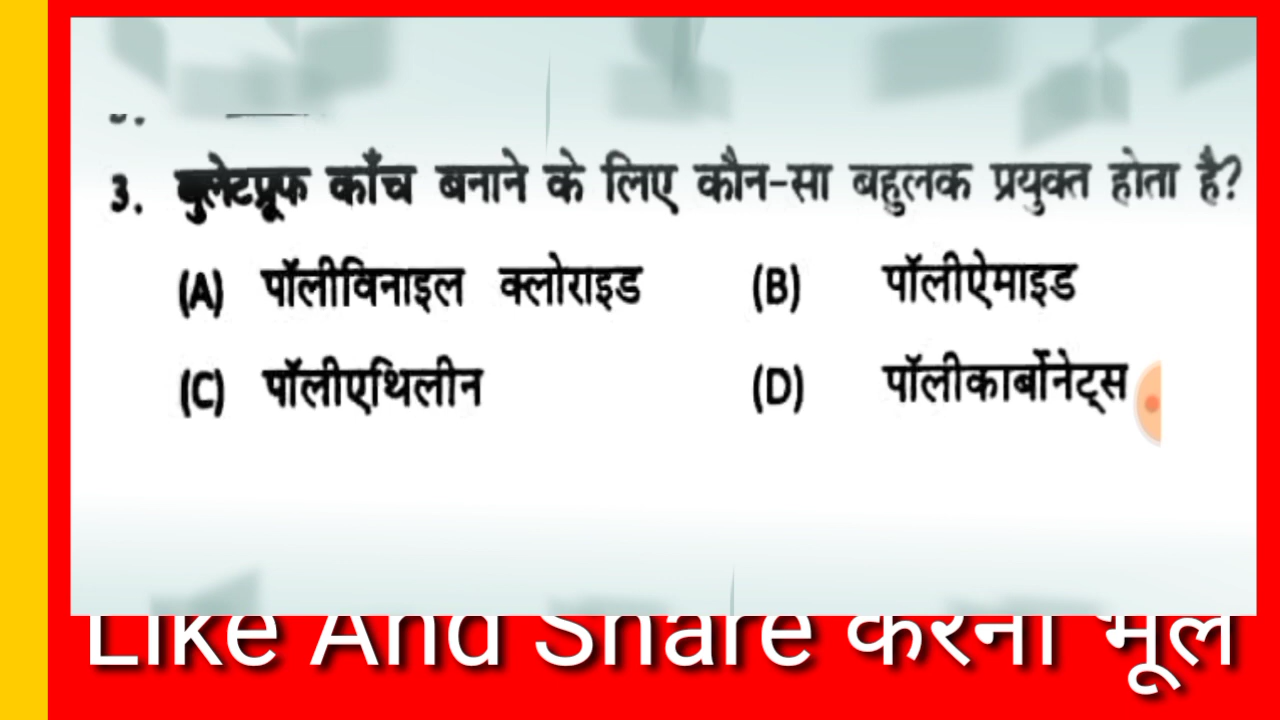 3. बुलेटप्रूफ काँच बनाने के लिए कौन-सा बहुलक प्रयुक्त होता है?
(A) पॉलीविनाइल क्लोराइड (B) पॉलीऐमाइड
(C) पॉलीएथिलीन (D) पॉलीकार्बोनेट्स
Like And Share करना भूल